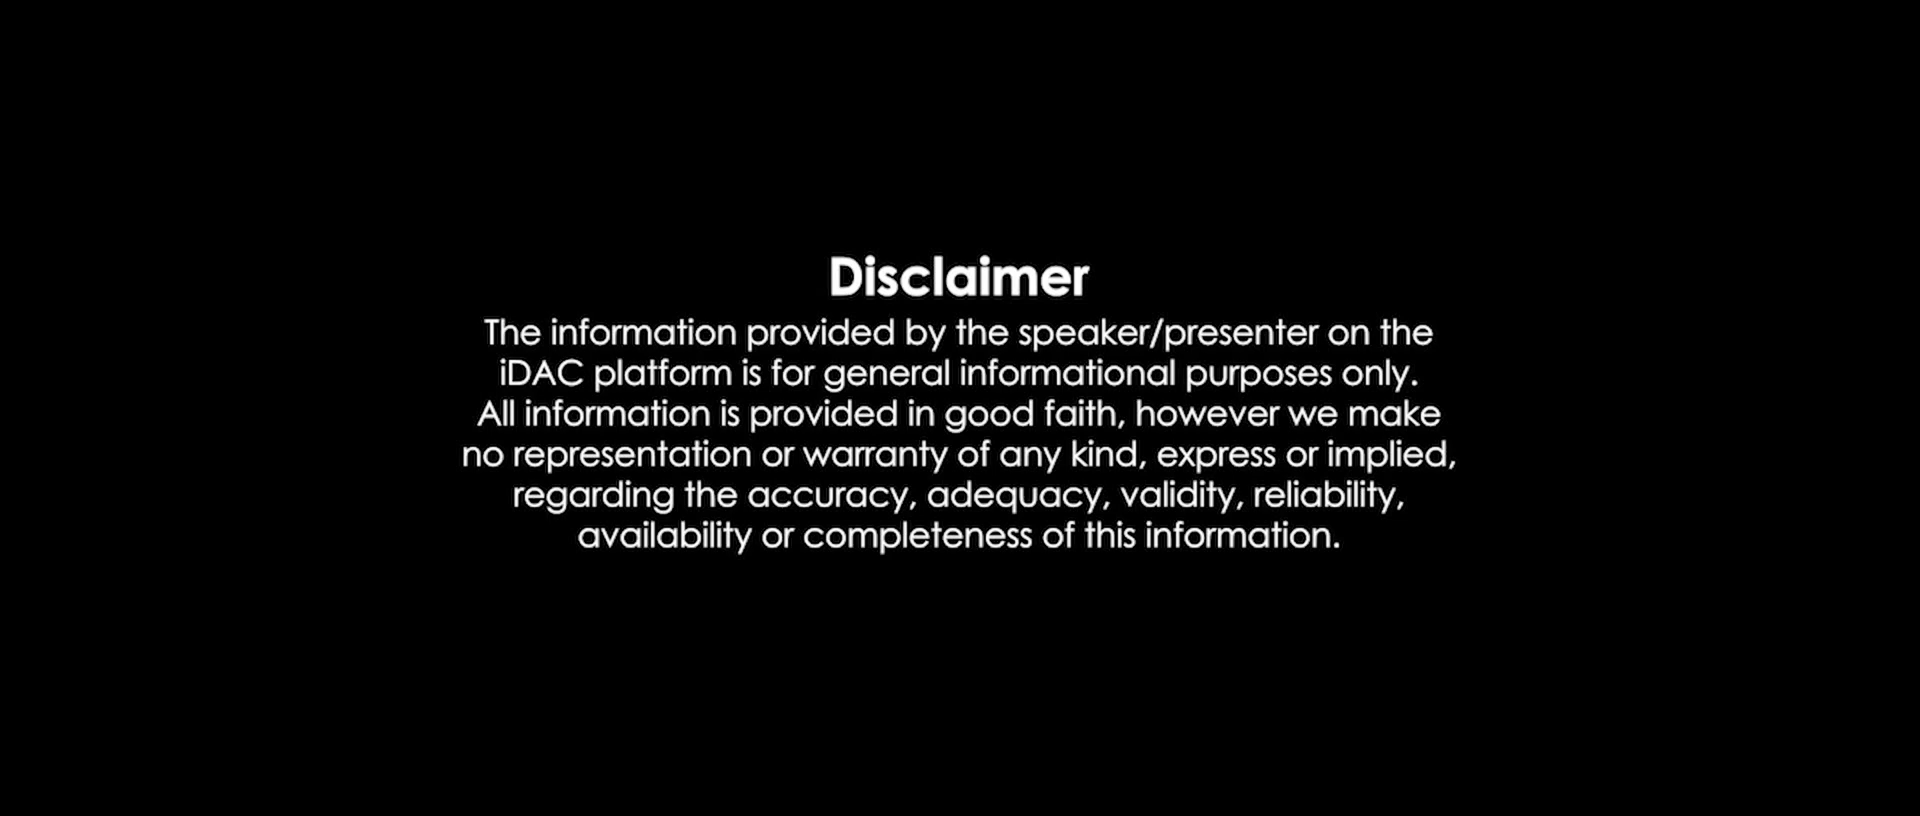 Disclaimer
The information provided by the speaker/presenter on the
iDAC platform is for general informational purposes only.
All information is provided in good faith, however we make
no representation or warranty of any kind, express or implied,
regarding the accuracy, adequacy, validity, reliability,
availability or completeness of this information.